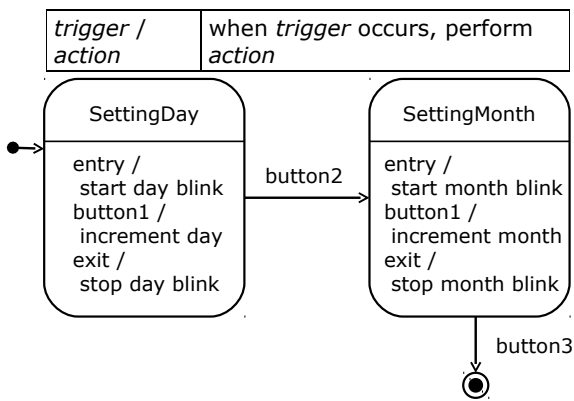 trigger / when trigger occurs, perform
action action
SettingDay
entry /
start day blink
button1 /
increment day
exit /
stop day blink
button2
SettingMonth
entry /
start month blink
button1 /
increment month
exit /
stop month blink
button3